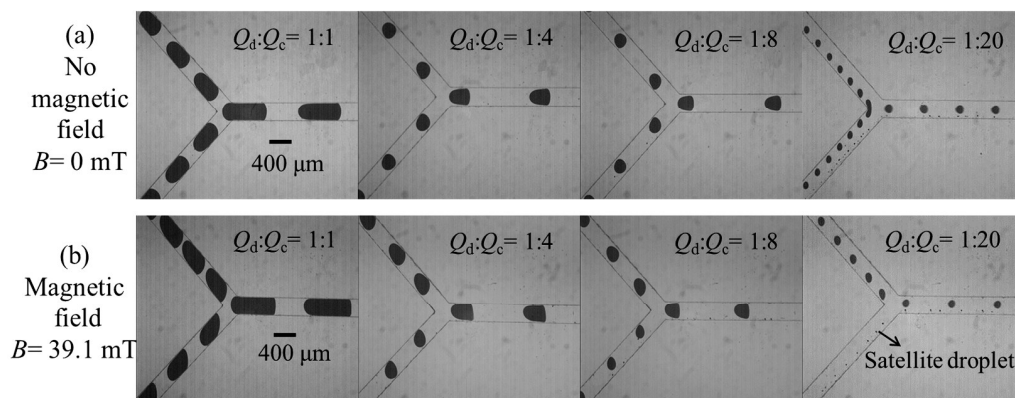 (a)
No
magnetic
field
B= 0 mT
Qd:Qc= 1:1
400 μm
Qd:Qc= 1:4
Qd:Qc= 1:8
Qd:Qc= 1:20
(b)
Magnetic
field
B= 39.1 mT
Qd:Qc= 1:1
400 μm
Qd:Qc= 1:4
Qd:Qc= 1:8
Qd:Qc= 1:20
Satellite droplet